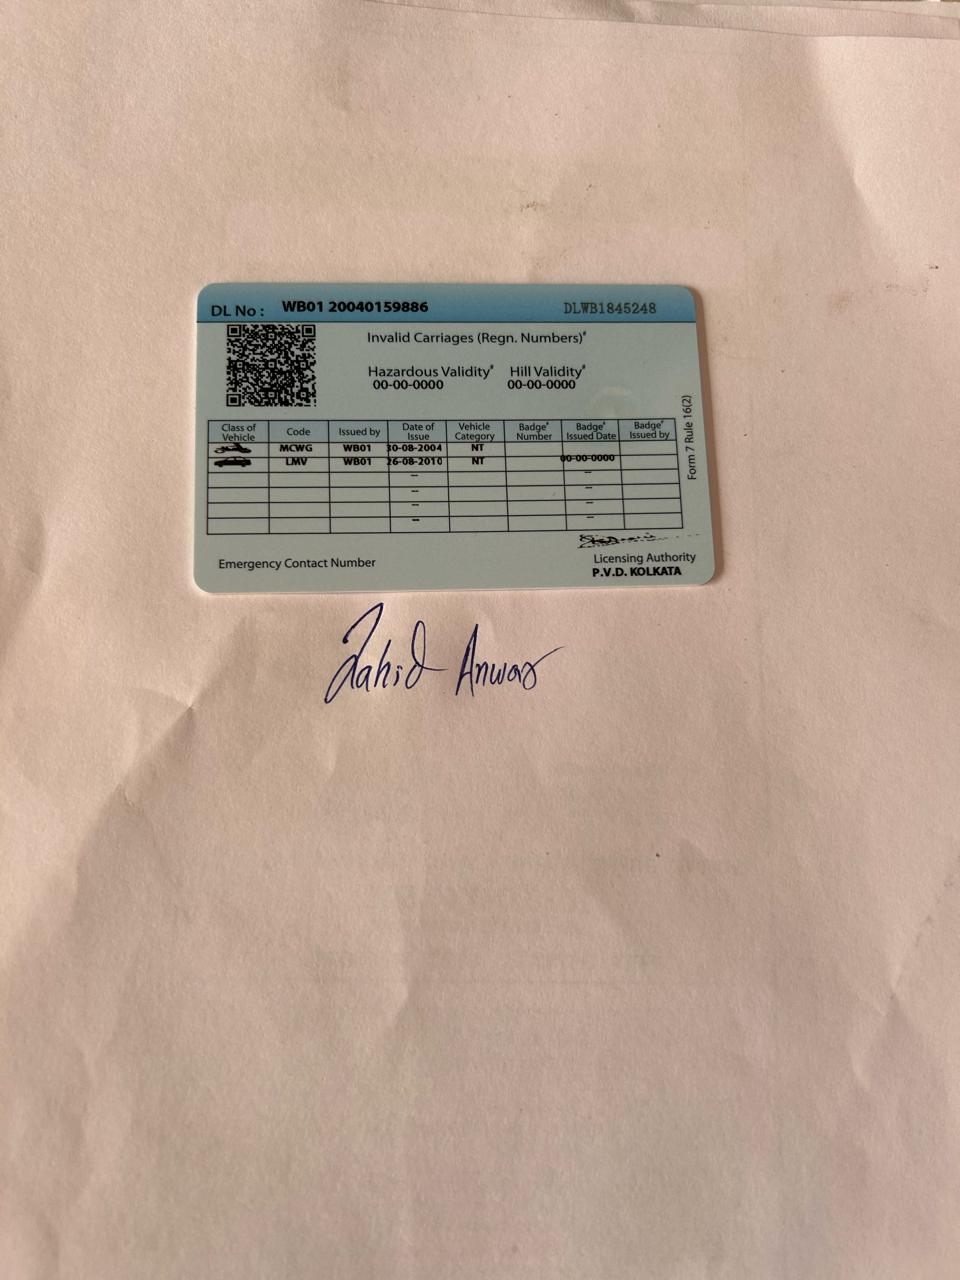 DL No : WB01 20040159886 DLWB1845248
Invalid Carriages (Regn. Numbers)#
Hazardous Validity# Hill Validity#
00-00-0000 00-00-0000
Form 7 Rule 16(2)
Class of Vehicle Code Issued by Date of Issue Vehicle Category Badge# Number Badge# Issued Date Badge# Issued by
MCWG WB01 30-08-2004 NT
LMV WB01 26-08-2010 NT 00-00-0000
-- --
-- --
-- --
-- --
Emergency Contact Number
Licensing Authority
P.V.D. KOLKATA
Zahid Anwar